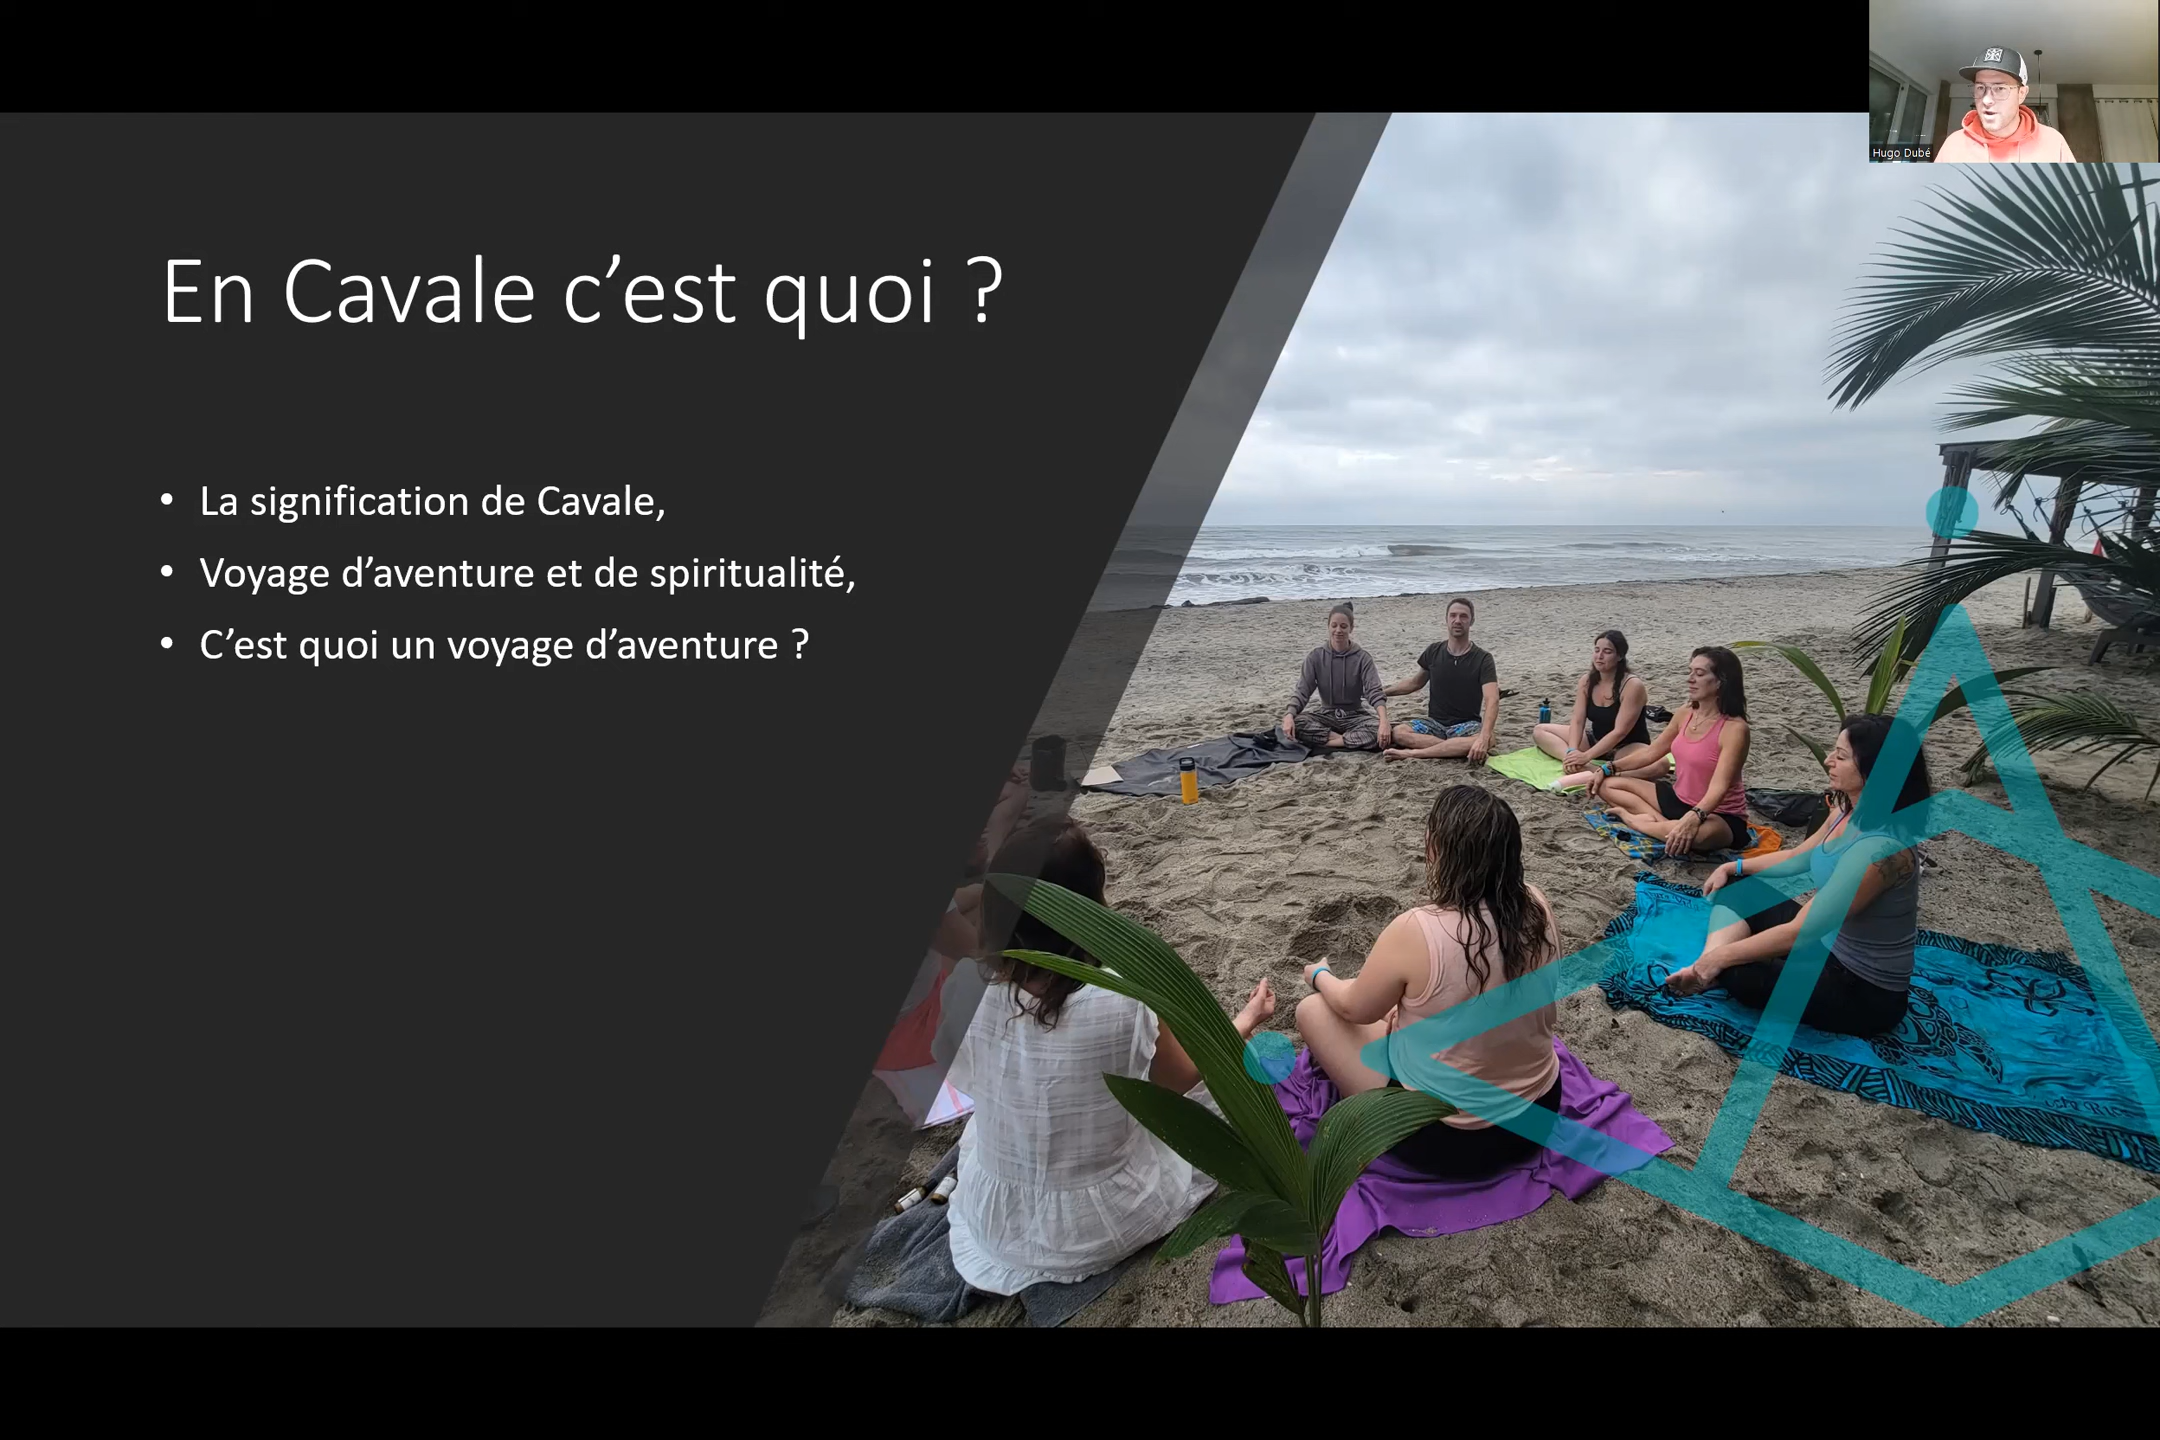 Hugo Dubé
En Cavale c’est quoi ?
• La signification de Cavale,
• Voyage d’aventure et de spiritualité,
• C’est quoi un voyage d’aventure ?